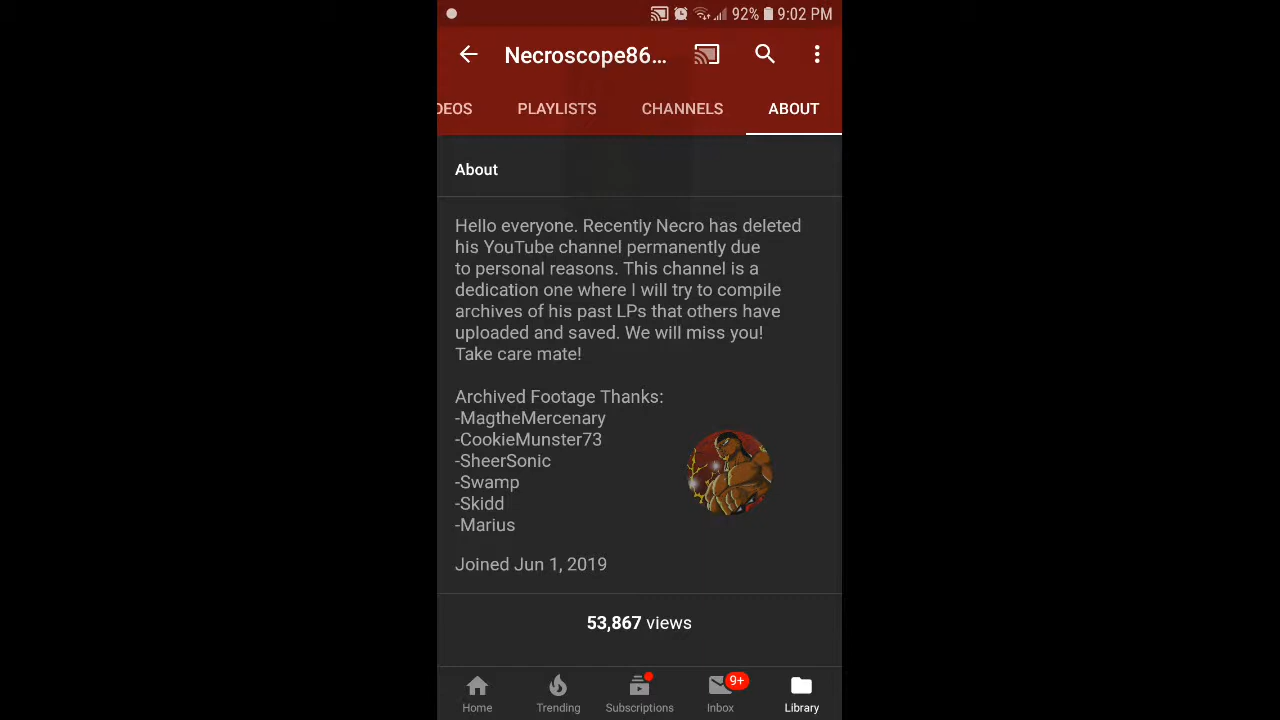 92% 9:02 PM
Necroscope86...
DEOS PLAYLISTS CHANNELS ABOUT
About
Hello everyone. Recently Necro has deleted
his YouTube channel permanently due
to personal reasons. This channel is a
dedication one where I will try to compile
archives of his past LPs that others have
uploaded and saved. We will miss you!
Take care mate!
Archived Footage Thanks:
-MagtheMercenary
-CookieMunster73
-SheerSonic
-Swamp
-Skidd
-Marius
Joined Jun 1, 2019
53,867 views
9+
Home Trending Subscriptions Inbox Library